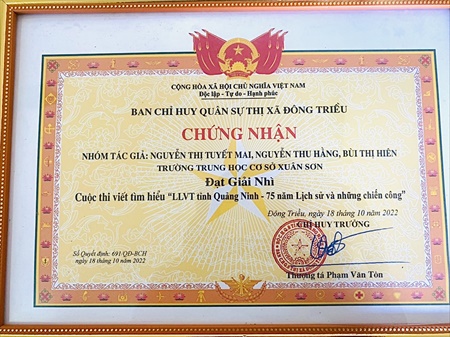 CỘNG HÒA XÃ HỘI CHỦ NGHĨA VIỆT NAM
Độc lập - Tự do - Hạnh phúc
BAN CHỈ HUY QUÂN SỰ THỊ XÃ ĐÔNG TRIỀU
CHỨNG NHẬN
NHÓM TÁC GIẢ: NGUYỄN THỊ TUYẾT MAI, NGUYỄN THU HẰNG, BÙI THỊ HIÊN
TRƯỜNG TRUNG HỌC CƠ SỞ XUÂN SƠN
Đạt Giải Nhì
Cuộc thi viết tìm hiểu "LLVT tỉnh Quảng Ninh - 75 năm Lịch sử và những chiến công"
Đông Triều, ngày 18 tháng 10 năm 2022
CHỈ HUY TRƯỞNG
Số Quyết định: 691/QĐ-BCH
ngày 18 tháng 10 năm 2022
Thượng tá Phạm Văn Tôn